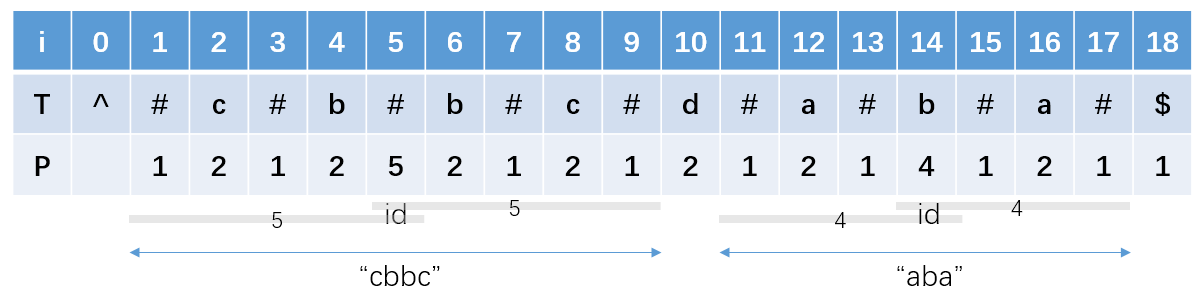 i 0 1 2 3 4 5 6 7 8 9 10 11 12 13 14 15 16 17 18
T ^ # c # b # b # c # d # a # b # a # $
P 1 2 1 2 5 2 1 2 1 2 1 2 1 4 1 2 1 1
5 id 5 4 id 4
“cbbc” “aba”